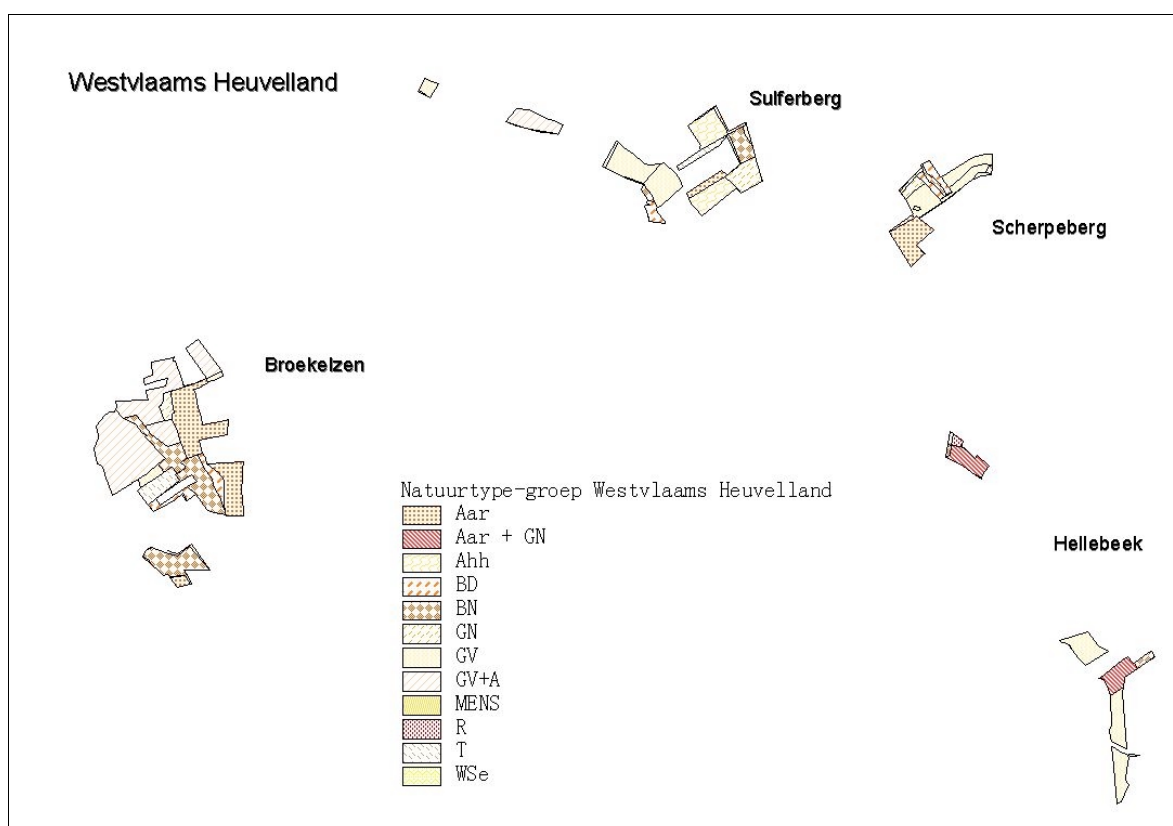 Westvlaams Heuvelland
Sulferberg
Scherpeberg
Broekelzen
Natuurtype-groep Westvlaams Heuvelland
Aar
Aar + GN
Ahh
BD
BN
GN
GV
GV+A
MENS
R
T
WSe
Hellebeek